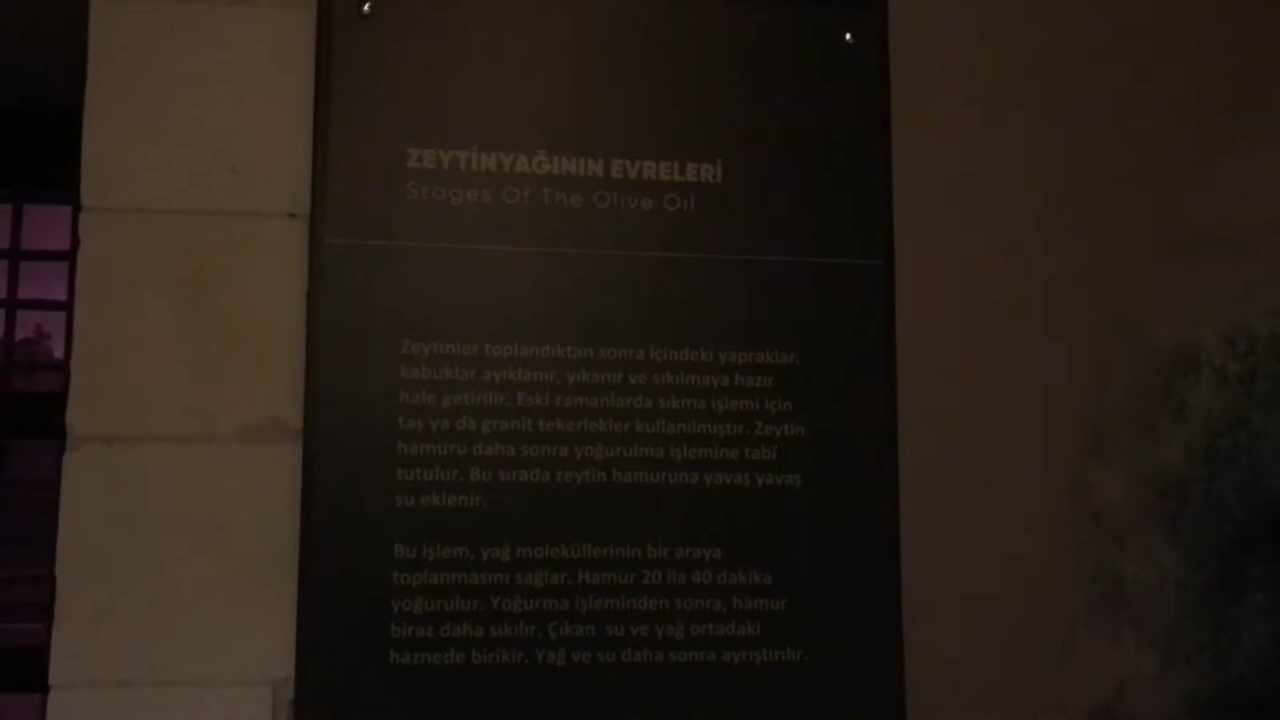 ZEYTİNYAĞININ EVRELERİ
Stages Of The Olive Oil
Zeytinler toplandıktan sonra içindeki yapraklar,
kabuklar ayıklanır, yıkanır ve sıkılmaya hazır
hale getirilir. Eski zamanlarda sıkma işlemi için
taş ya da granit tekerlekler kullanılmıştır. Zeytin
hamuru daha sonra yoğurulma işlemine tabi
tutulur. Bu sırada zeytin hamuruna yavaş yavaş
su eklenir.
Bu işlem, yağ moleküllerinin bir araya
toplanmasını sağlar. Hamur 20 ila 40 dakika
yoğurulur. Yoğurma işleminden sonra, hamur
biraz daha sıkılır. Çıkan su ve yağ ortadaki
haznede birikir. Yağ ve su daha sonra ayrıştırılır.